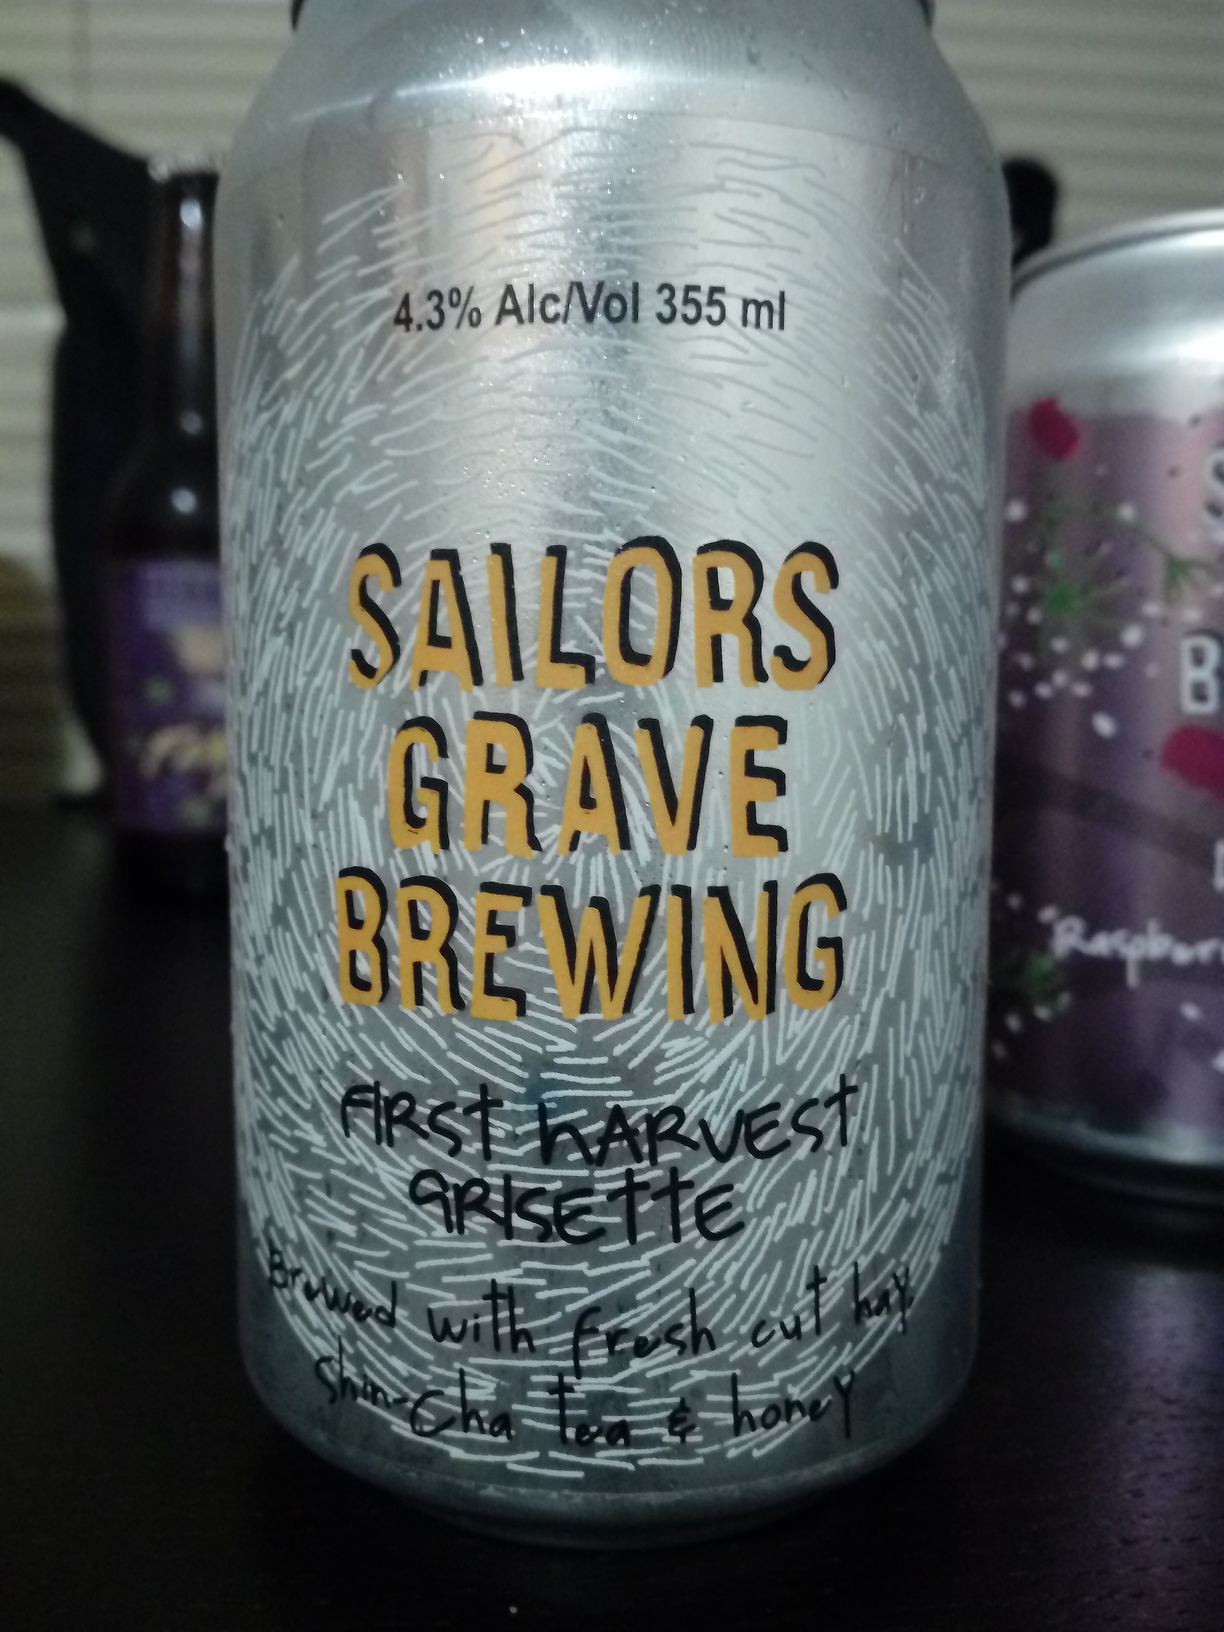 4.3% Alc/Vol 355 ml
SAILORS
GRAVE
BREWING
FIRST HARVEST
GRISETTE
Brewed with fresh cut hay
Shin-Cha tea & honey